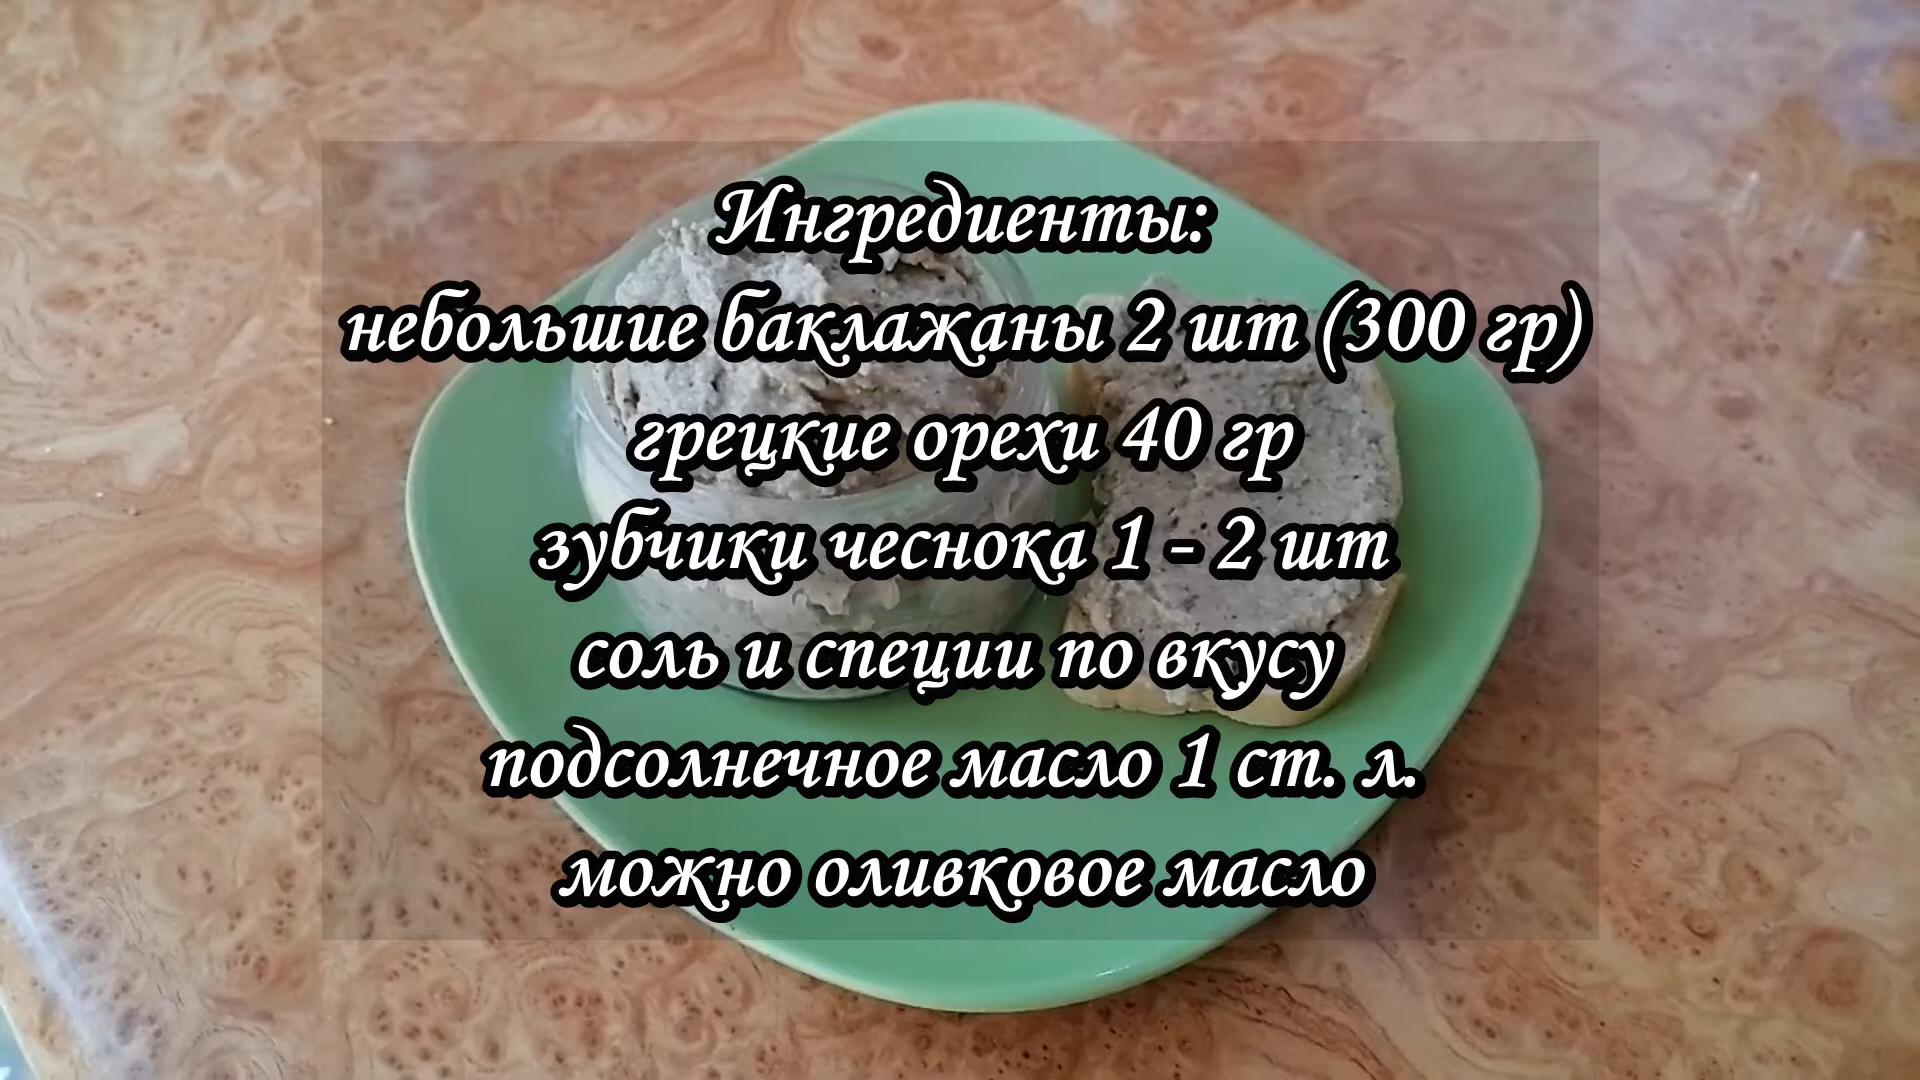 Ингредиенты:
небольшие баклажаны 2 шт (300 гр)
грецкие орехи 40 гр
зубчики чеснока 1 - 2 шт
соль и специи по вкусу
подсолнечное масло 1 ст. л.
можно оливковое масло